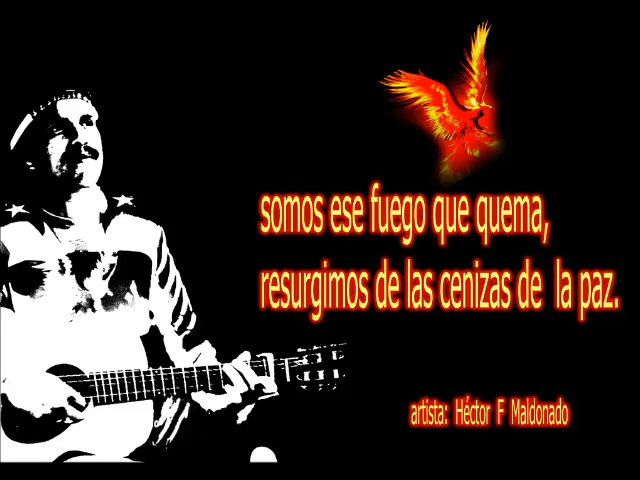 somos ese fuego que quema,
resurgimos de las cenizas de la paz.
artista: Héctor F Maldonado